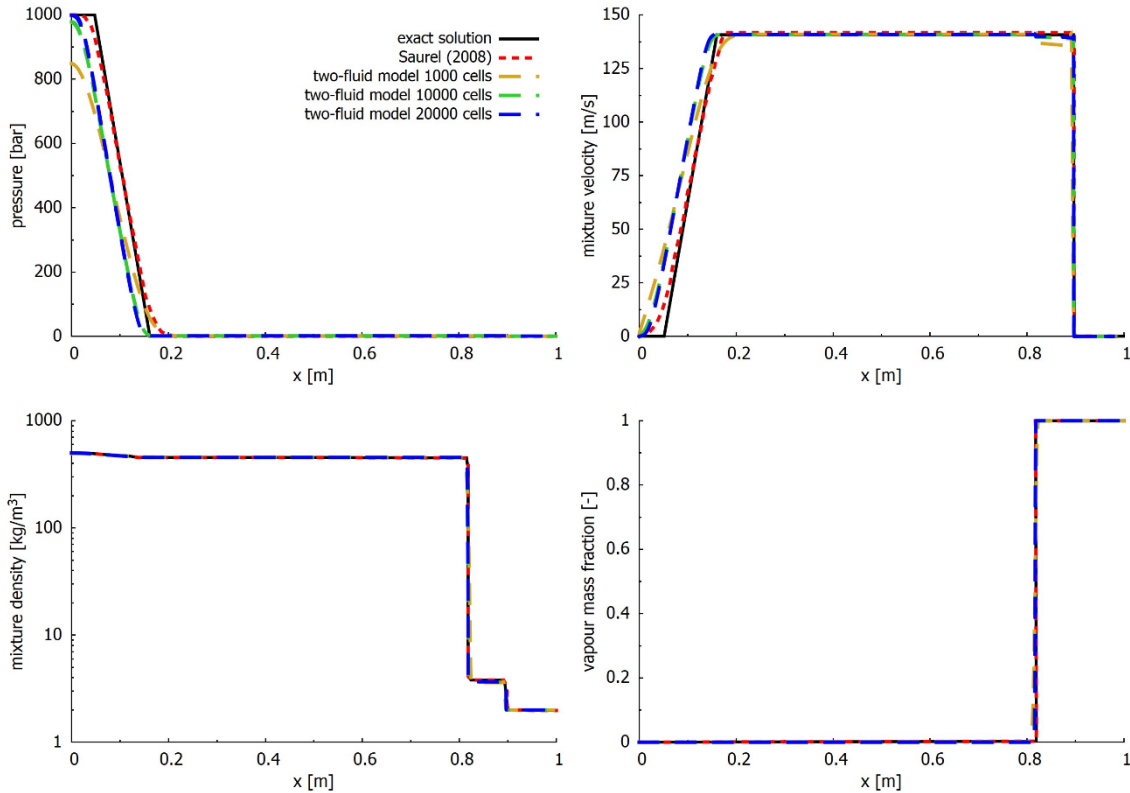 1000
800
600
400
200
0
pressure [bar]
exact solution
Saurel (2008)
two-fluid model 1000 cells
two-fluid model 10000 cells
two-fluid model 20000 cells
0 0.2 0.4 0.6 0.8 1
x [m]
150
125
100
75
50
25
0
mixture velocity [m/s]
0 0.2 0.4 0.6 0.8 1
x [m]
1000
100
10
1
mixture density [kg/m³]
0 0.2 0.4 0.6 0.8 1
x [m]
1
0.8
0.6
0.4
0.2
0
vapour mass fraction [-]
0 0.2 0.4 0.6 0.8 1
x [m]